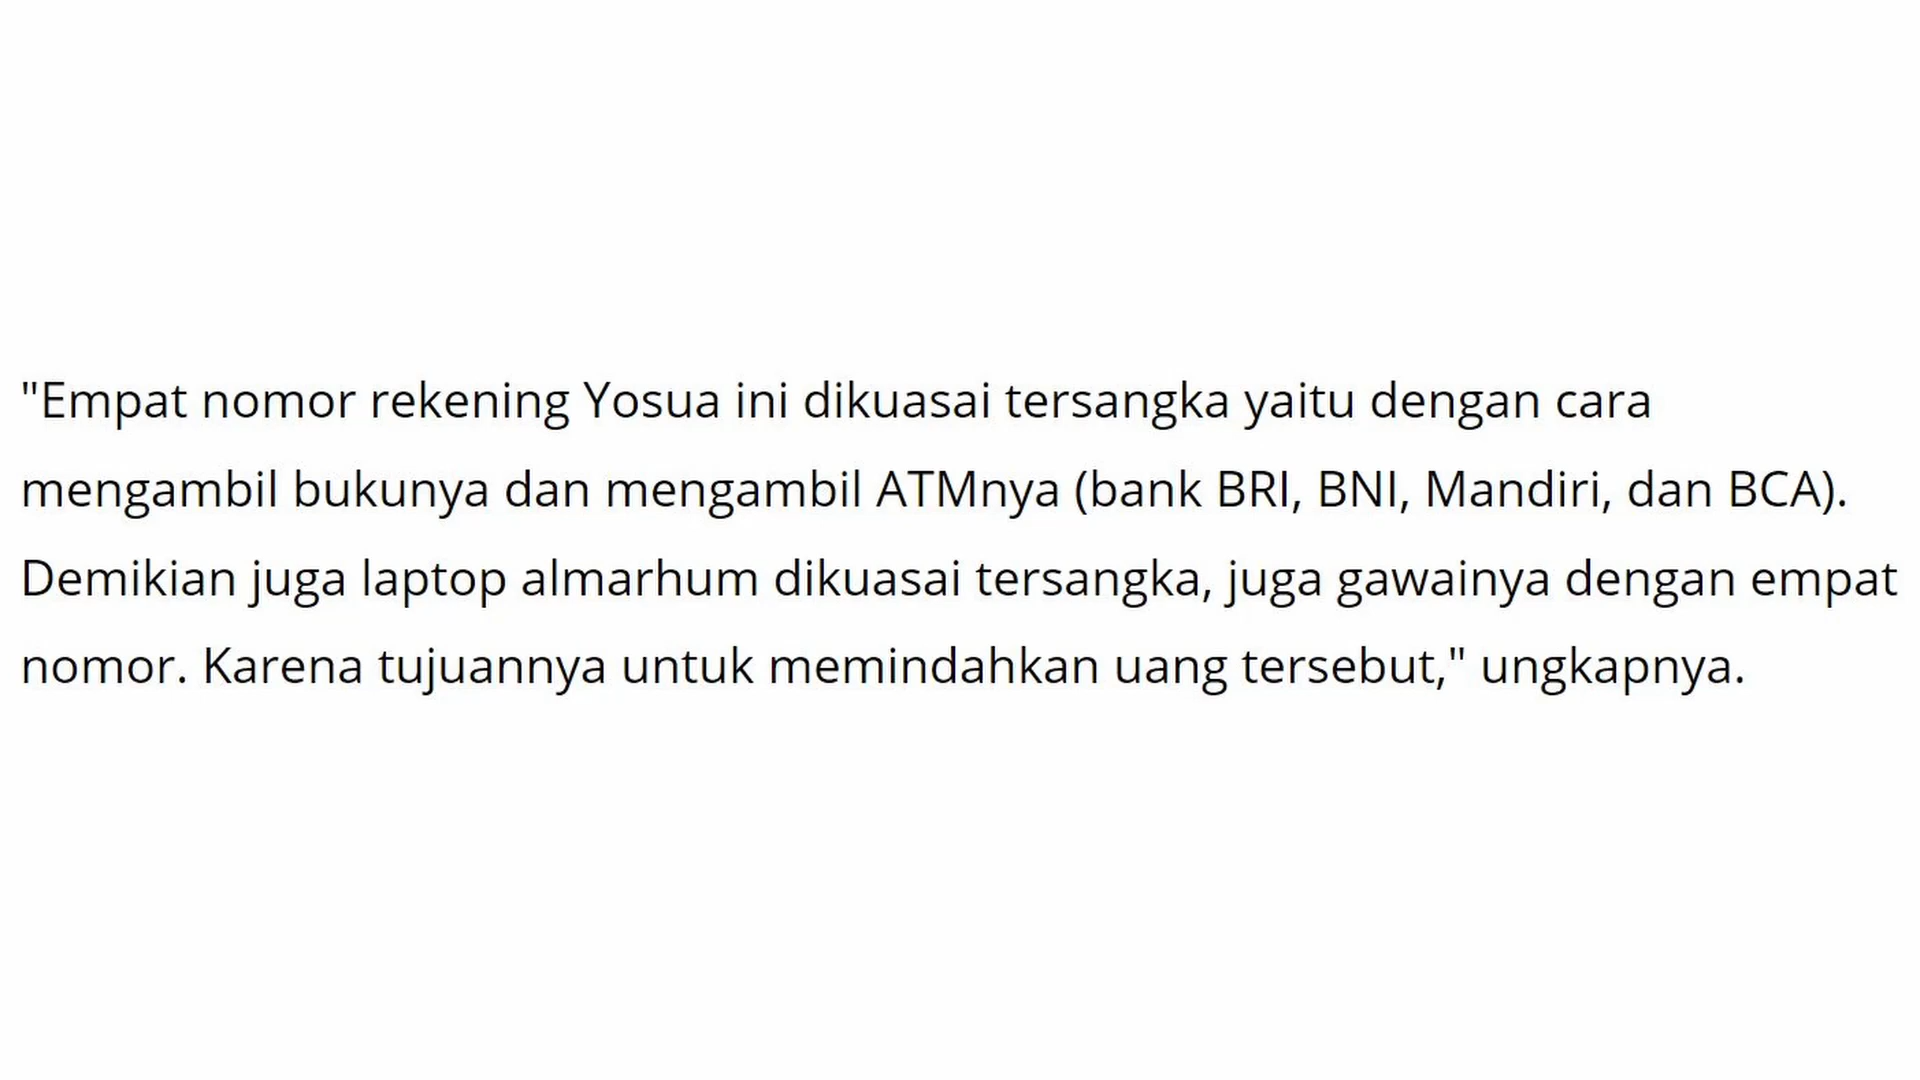 "Empat nomor rekening Yosua ini dikuasai tersangka yaitu dengan cara
mengambil bukunya dan mengambil ATMnya (bank BRI, BNI, Mandiri, dan BCA).
Demikian juga laptop almarhum dikuasai tersangka, juga gawainya dengan empat
nomor. Karena tujuannya untuk memindahkan uang tersebut," ungkapnya.